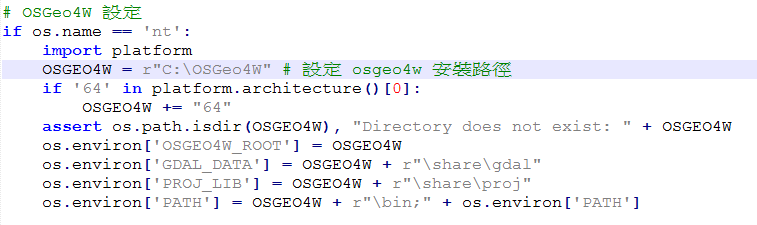 # OSGeo4W 設定
if os.name == 'nt':
    import platform
    OSGEO4W = r"C:\OSGeo4W" # 設定 osgeo4w 安裝路徑
    if '64' in platform.architecture()[0]:
        OSGEO4W += "64"
    assert os.path.isdir(OSGEO4W), "Directory does not exist: " + OSGEO4W
    os.environ['OSGEO4W_ROOT'] = OSGEO4W
    os.environ['GDAL_DATA'] = OSGEO4W + r"\share\gdal"
    os.environ['PROJ_LIB'] = OSGEO4W + r"\share\proj"
    os.environ['PATH'] = OSGEO4W + r"\bin;" + os.environ['PATH']